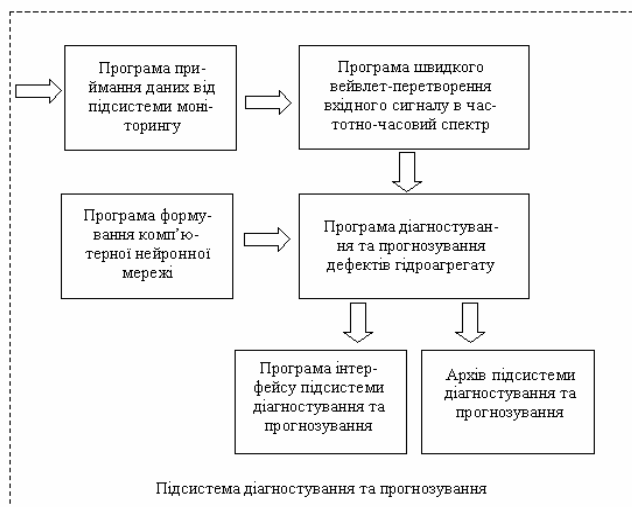 Програма при-
ймання даних від
підсистеми моні-
торингу
Програма швидкого
вейвлет-перетворення
вхідного сигналу в час-
тотно-часовий спектр
Програма форму-
вання комп’ю-
терної нейронної
мережі
Програма діагностуван-
ня та прогнозування
дефектів гідроагрегату
Програма інтер-
фейсу підсистеми
діагностування та
прогнозування
Архів підсистеми
діагностування та
прогнозування
Підсистема діагностування та прогнозування